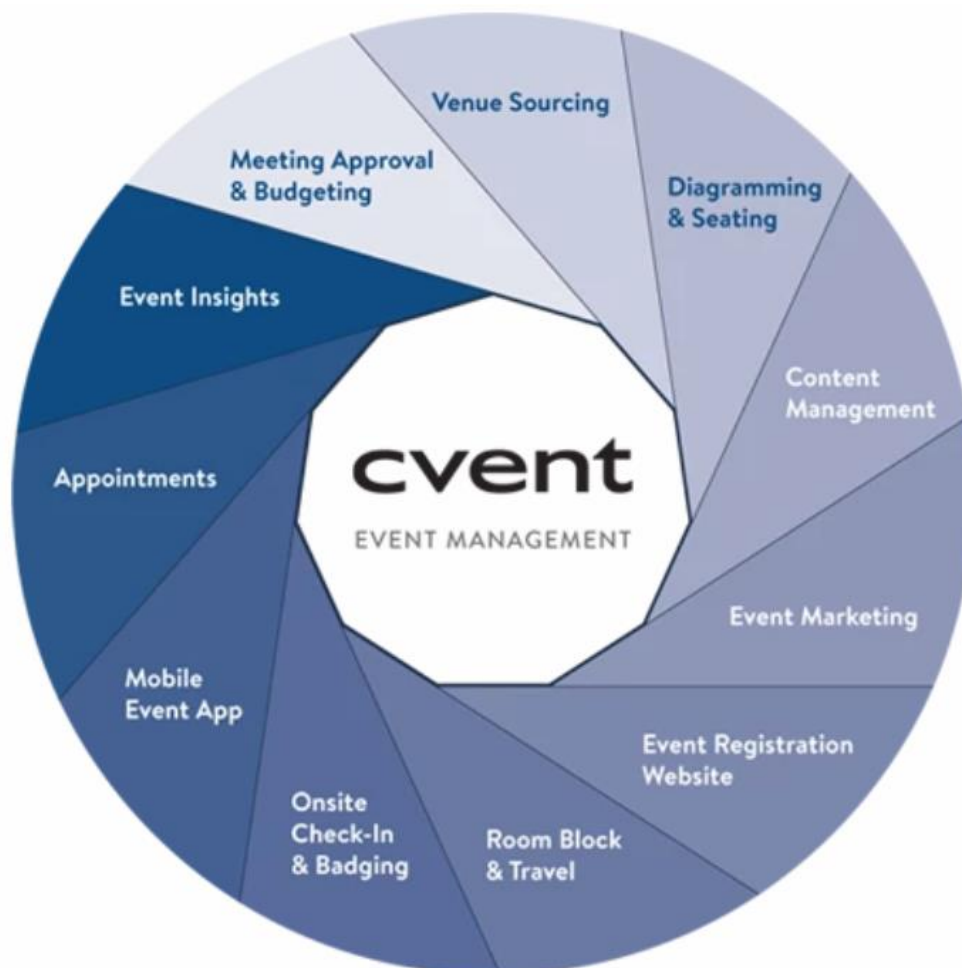 Venue Sourcing
Meeting Approval
& Budgeting
Diagramming
& Seating
Event Insights
Content
Management
cvent
EVENT MANAGEMENT
Appointments
Event Marketing
Mobile
Event App
Event Registration
Website
Onsite
Check-In
& Badging
Room Block
& Travel